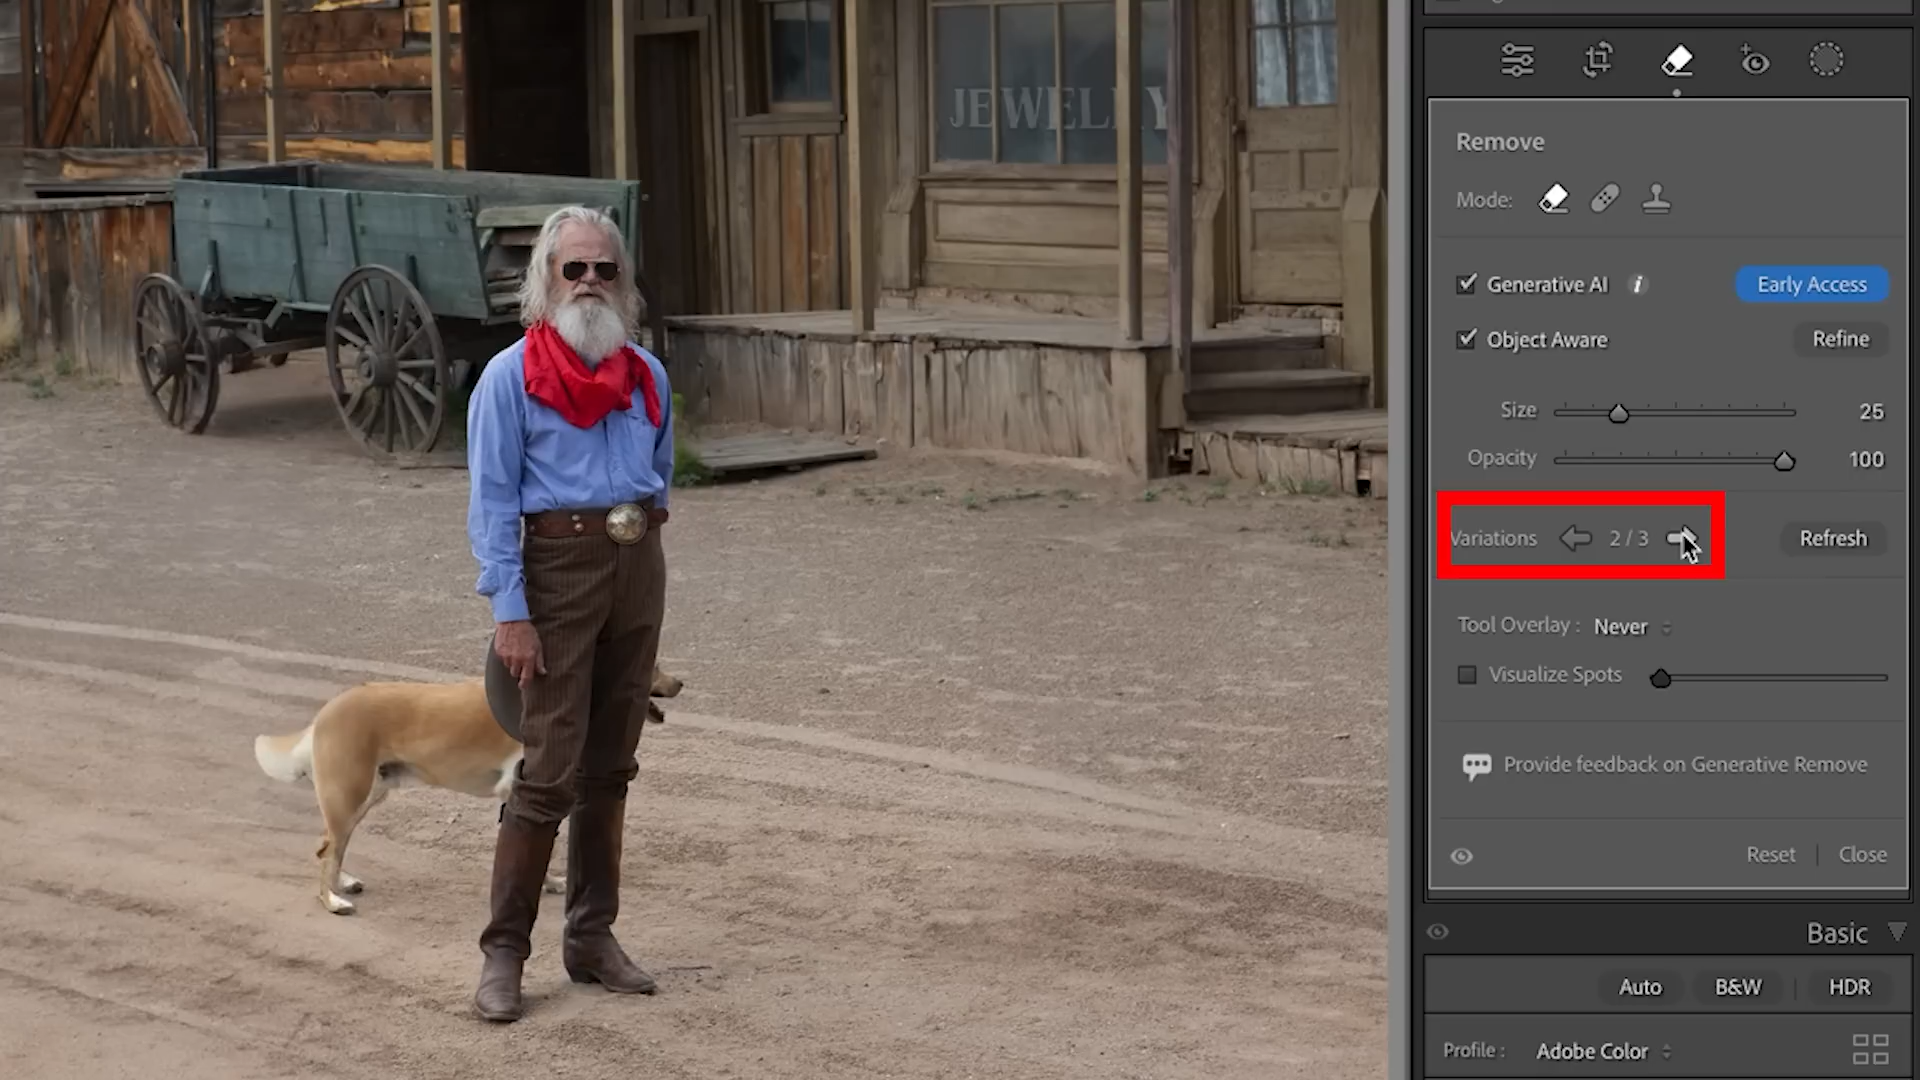 JEWELRY
Remove
Mode:
Generative AI i Early Access
Object Aware Refine
Size 25
Opacity 100
Variations 2 / 3 Refresh
Tool Overlay : Never
Visualize Spots
Provide feedback on Generative Remove
Reset | Close
Basic
Auto B&W | HDR
Profile : Adobe Color